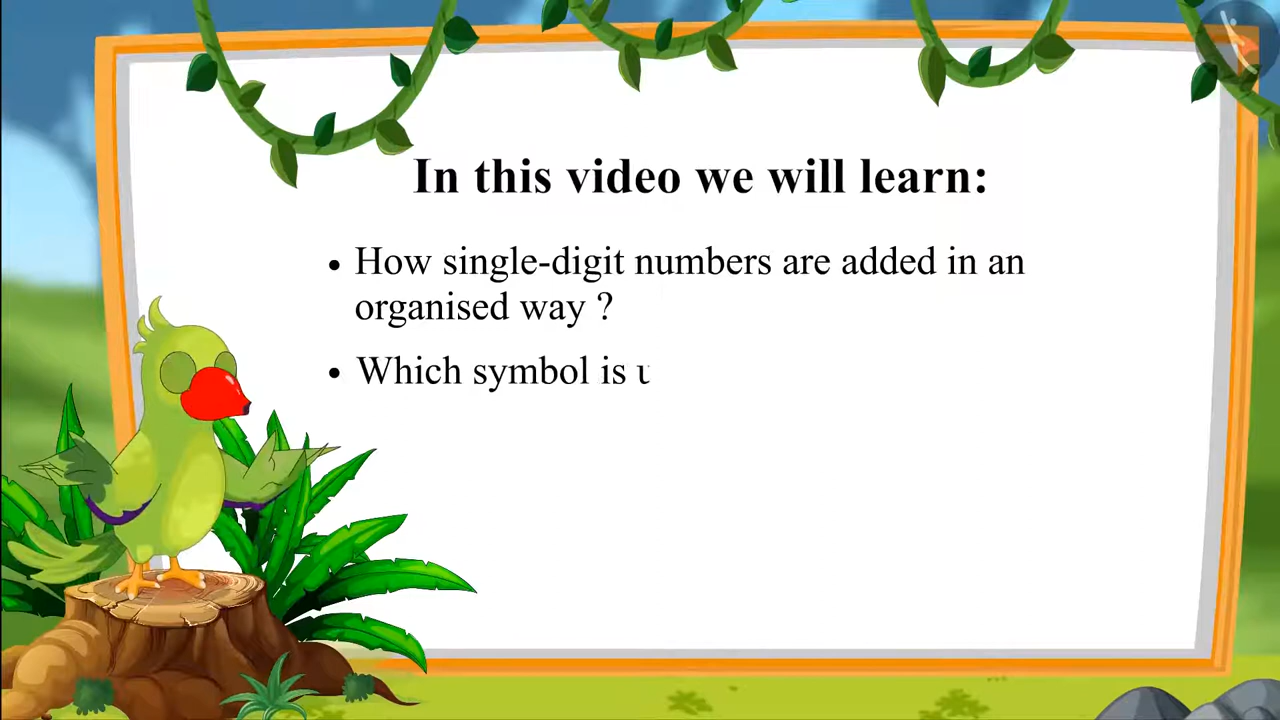 In this video we will learn:
• How single-digit numbers are added in an
organised way ?
• Which symbol is